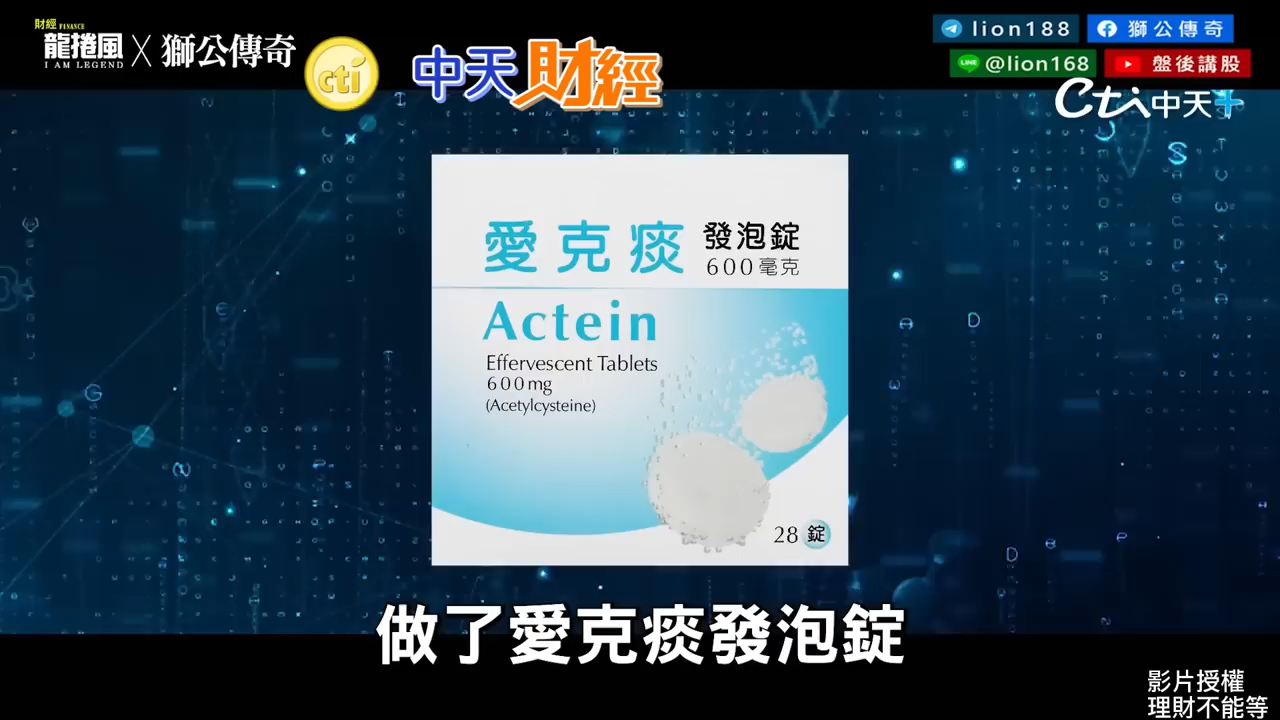 財經 FINANCE
龍捲風 X 獅公傳奇
I AM LEGEND
cti
中天財經
lion188
獅公傳奇
LINE @lion168
盤後講股
cti中天+
愛克痰 發泡錠
600毫克
Actein
Effervescent Tablets
600mg
(Acetylcysteine)
28 錠
做了愛克痰發泡錠
影片授權
理財不能等